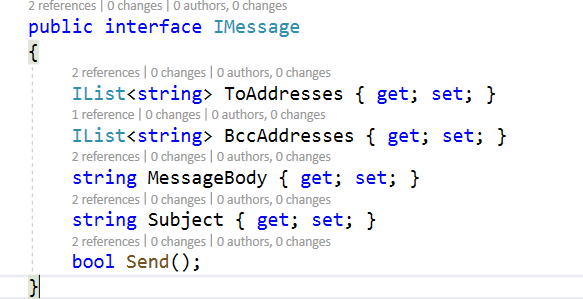 2 references | 0 changes | 0 authors, 0 changes
public interface IMessage
{
2 references | 0 changes | 0 authors, 0 changes
IList<string> ToAddresses { get; set; }
1 reference | 0 changes | 0 authors, 0 changes
IList<string> BccAddresses { get; set; }
2 references | 0 changes | 0 authors, 0 changes
string MessageBody { get; set; }
2 references | 0 changes | 0 authors, 0 changes
string Subject { get; set; }
2 references | 0 changes | 0 authors, 0 changes
bool Send();
}